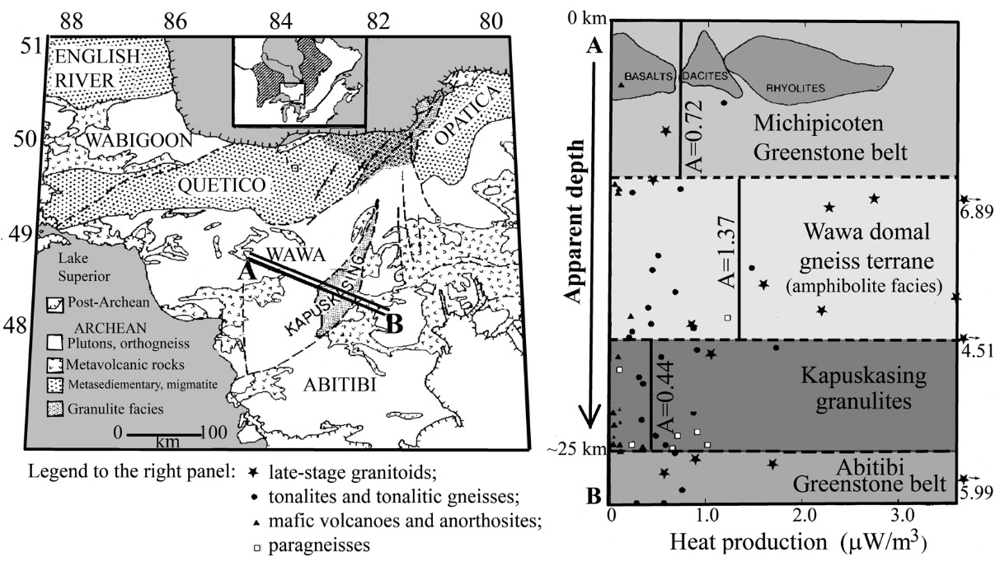 88 86 84 82 80
51
50
49
48
ENGLISH
RIVER
WABIGOON
OPATICA
QUETICO
WAWA
A
KAPUSKASING
B
ABITIBI
Lake
Superior
Post-Archean
ARCHEAN
Plutons, orthogneiss
Metavolcanic rocks
Metasediementary, migmatite
Granulite facies
0 100
km
Legend to the right panel: late-stage granitoids;
tonalites and tonalitic gneisses;
mafic volcanoes and anorthosites;
paragneisses
0 km
A
Apparent depth
~25 km
B
BASALTS
DACITES
RHYOLITES
A=0.72
Michipicoten
Greenstone belt
A=1.37
Wawa domal
gneiss terrane
(amphibolite facies)
6.89
4.51
A=0.44
Kapuskasing
granulites
Abitibi
Greenstone belt
5.99
0 1.0 2.0 3.0
Heat production (μW/m³)